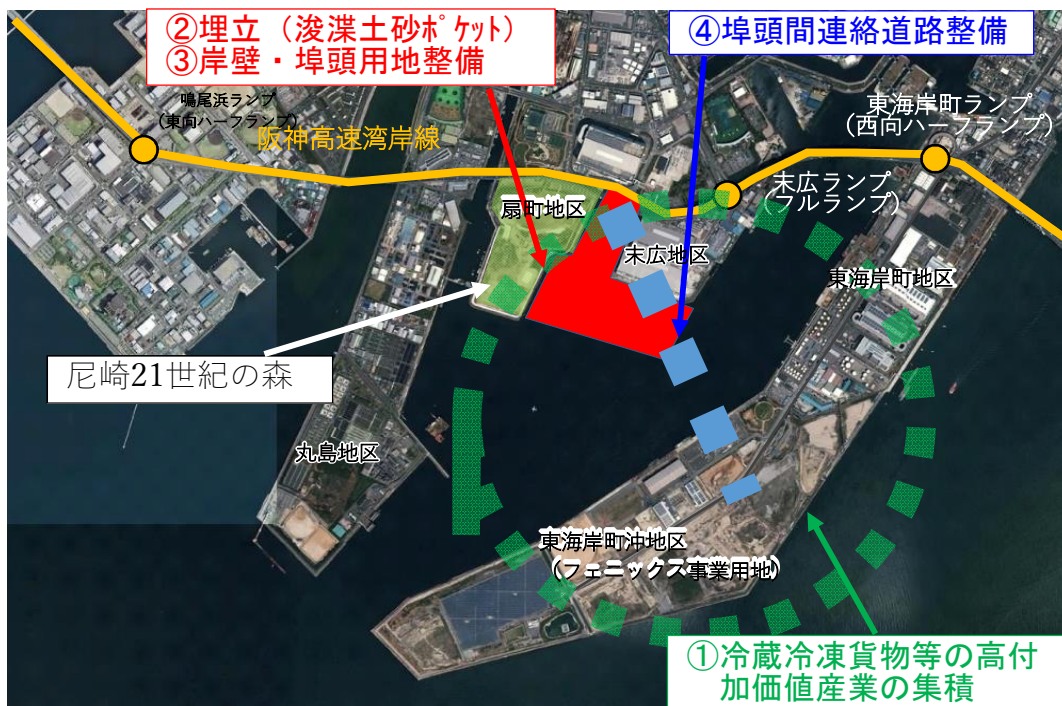 ②埋立（浚渫土砂ﾎﾟｹｯﾄ）
③岸壁・埠頭用地整備
④埠頭間連絡道路整備
鳴尾浜ランプ
（東向ハーフランプ）
阪神高速湾岸線
東海岸町ランプ
（西向ハーフランプ）
末広ランプ
（フルランプ）
扇町地区
末広地区
東海岸町地区
尼崎21世紀の森
丸島地区
東海岸町沖地区
（フェニックス事業用地）
①冷蔵冷凍貨物等の高付
加価値産業の集積